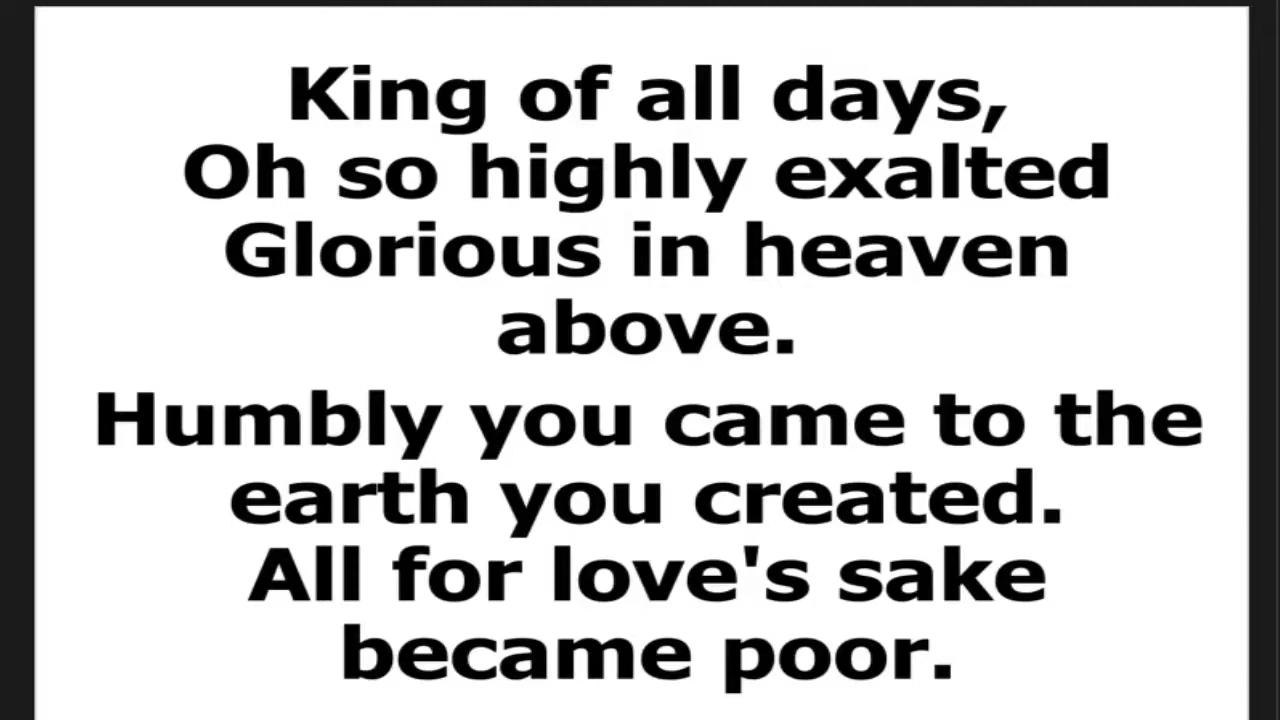 King of all days,
Oh so highly exalted
Glorious in heaven
above.
Humbly you came to the
earth you created.
All for love's sake
became poor.